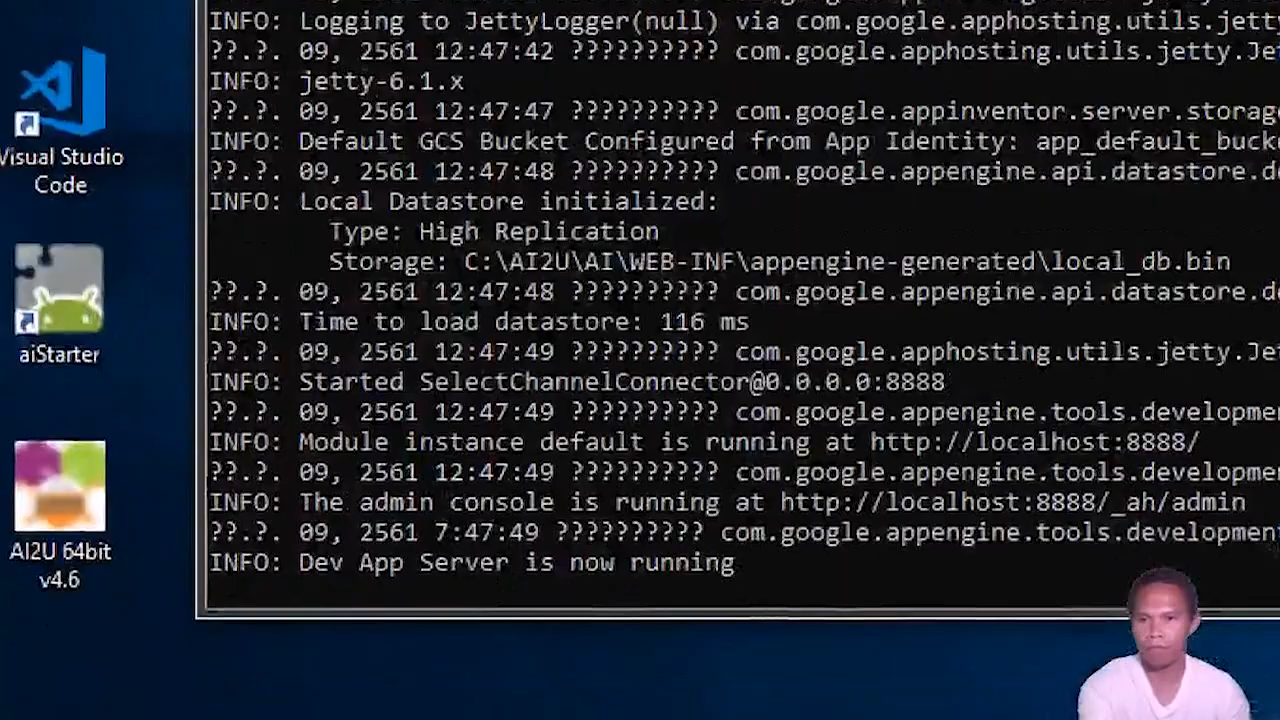 INFO: Logging to JettyLogger(null) via com.google.apphosting.utils.jetty
??.?. 09, 2561 12:47:42 ?????????? com.google.apphosting.utils.jetty.Je
INFO: jetty-6.1.x
??.?. 09, 2561 12:47:47 ?????????? com.google.appinventor.server.storag
INFO: Default GCS Bucket Configured from App Identity: app_default_bucke
??.?. 09, 2561 12:47:48 ?????????? com.google.appengine.api.datastore.d
INFO: Local Datastore initialized:
Type: High Replication
Storage: C:\AI2U\AI\WEB-INF\appengine-generated\local_db.bin
??.?. 09, 2561 12:47:48 ?????????? com.google.appengine.api.datastore.d
INFO: Time to load datastore: 116 ms
??.?. 09, 2561 12:47:49 ?????????? com.google.apphosting.utils.jetty.Je
INFO: Started SelectChannelConnector@0.0.0.0:8888
??.?. 09, 2561 12:47:49 ?????????? com.google.appengine.tools.developme
INFO: Module instance default is running at http://localhost:8888/
??.?. 09, 2561 12:47:49 ?????????? com.google.appengine.tools.developme
INFO: The admin console is running at http://localhost:8888/_ah/admin
??.?. 09, 2561 7:47:49 ?????????? com.google.appengine.tools.development
INFO: Dev App Server is now running
Visual Studio
Code
aiStarter
AI2U 64bit
v4.6